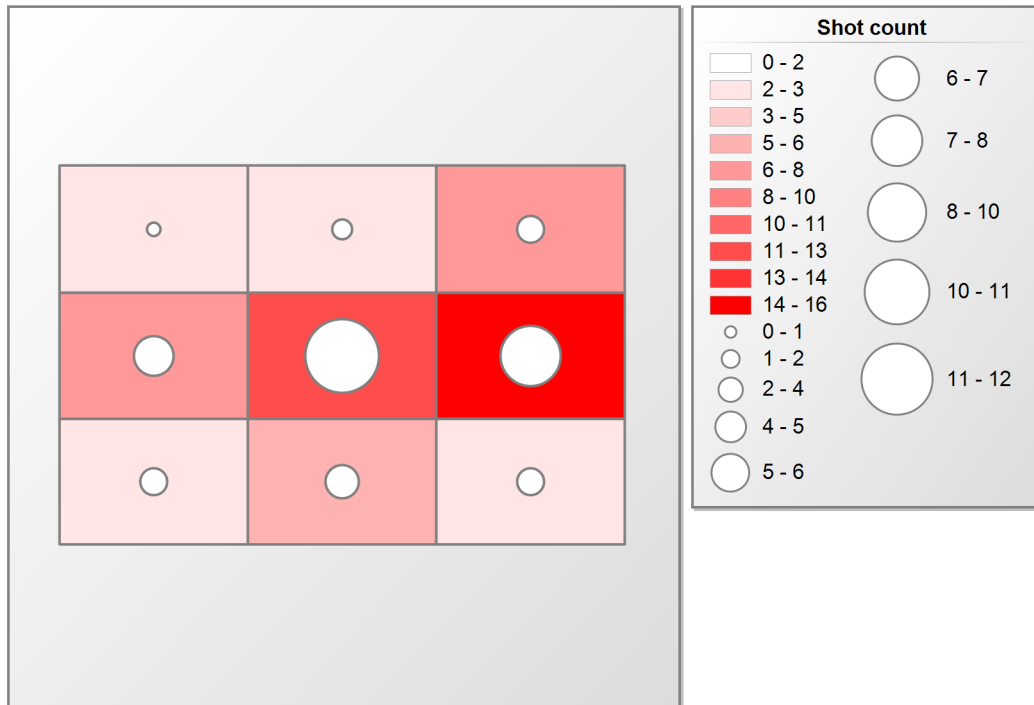 Shot count
0 - 2
2 - 3
3 - 5
5 - 6
6 - 8
8 - 10
10 - 11
11 - 13
13 - 14
14 - 16
0 - 1
1 - 2
2 - 4
4 - 5
5 - 6
6 - 7
7 - 8
8 - 10
10 - 11
11 - 12